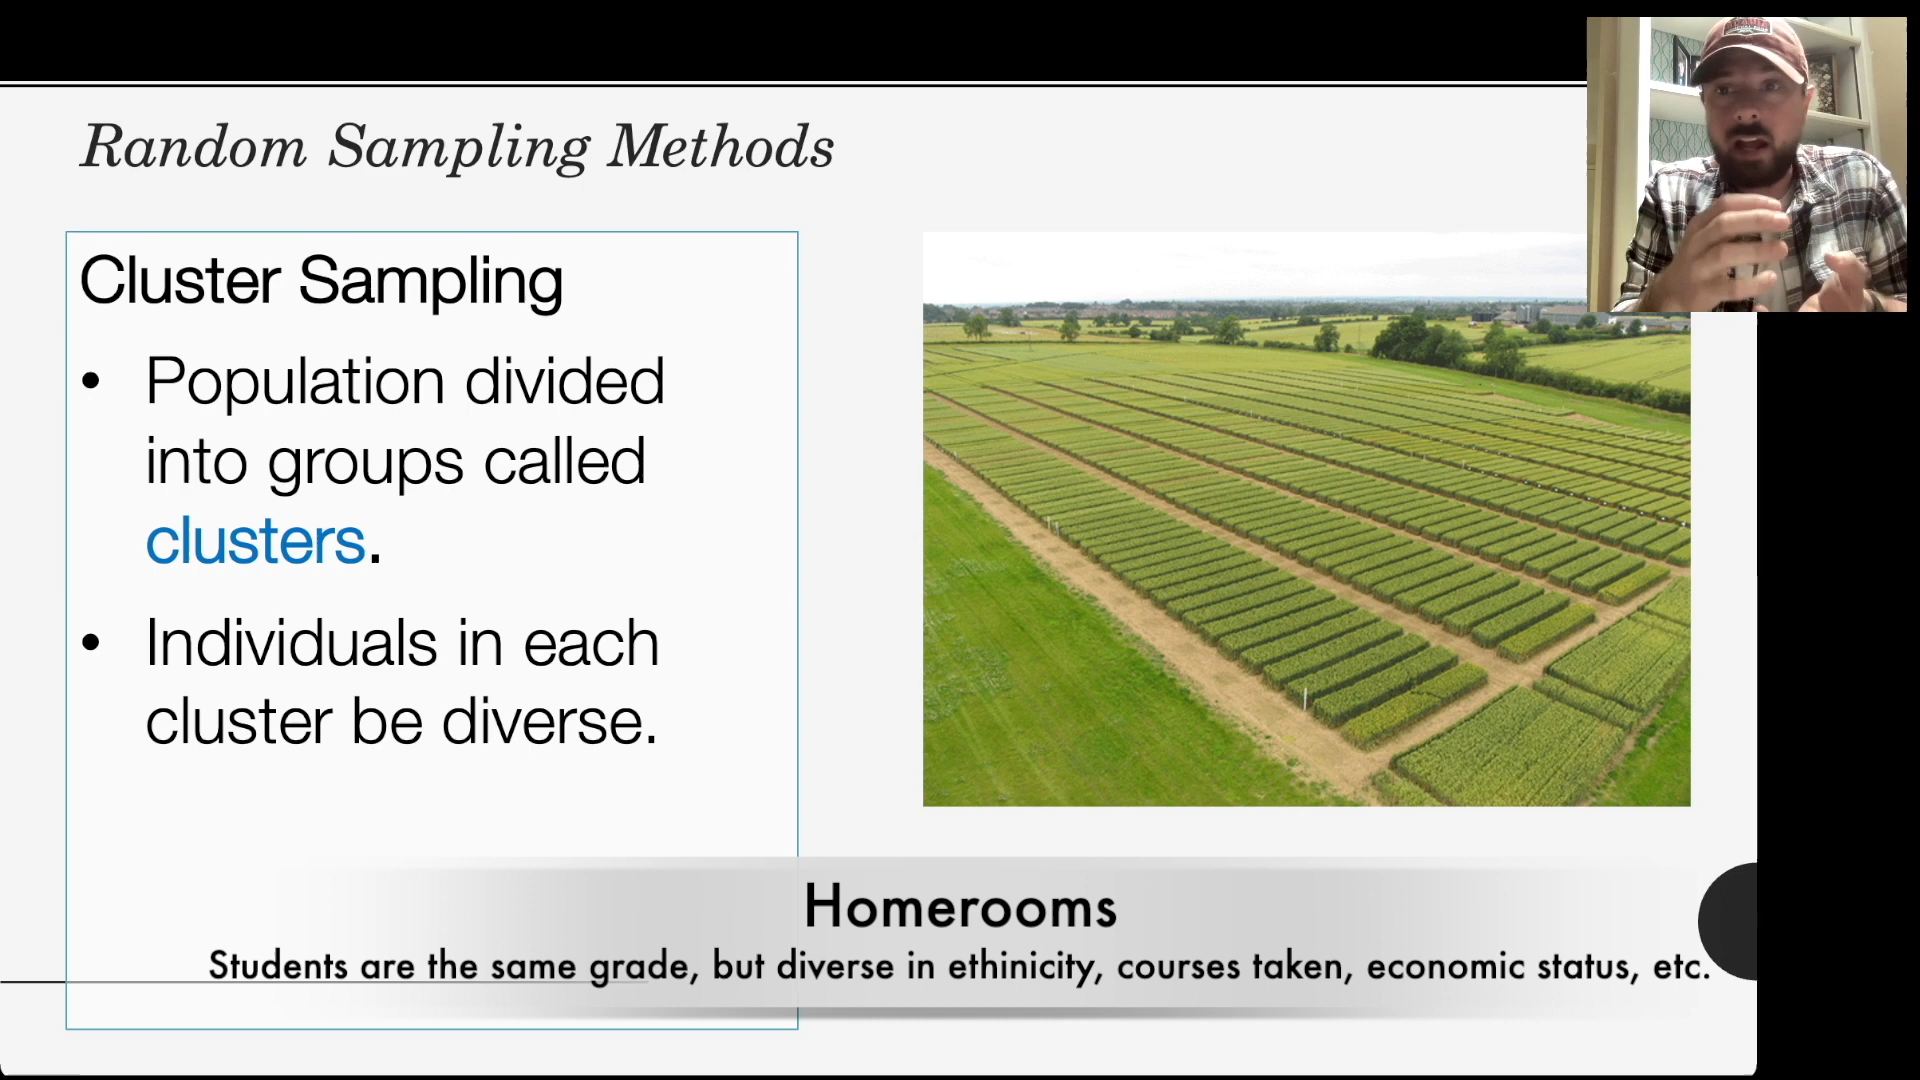 Random Sampling Methods
Cluster Sampling
• Population divided
into groups called
clusters.
• Individuals in each
cluster be diverse.
Homerooms
Students are the same grade, but diverse in ethinicity, courses taken, economic status, etc.